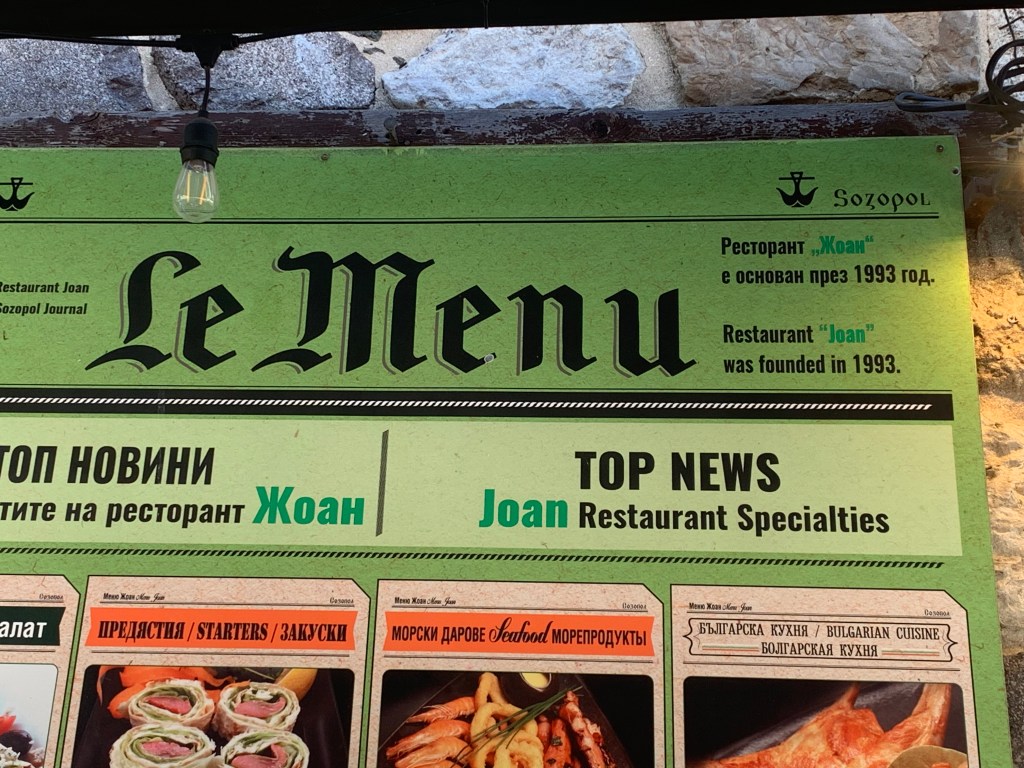 Sozopol
Restaurant Joan
Sozopol Journal
Le Menu
Ресторант „Жоан“
е основан през 1993 год.
Restaurant “Joan”
was founded in 1993.
ТОП НОВИНИ
на ресторант Жоан
TOP NEWS
Joan Restaurant Specialties
Созопол
Меню Жоан Menu Joan
Созопол
ПРЕДЯСТИЯ / STARTERS / ЗАКУСКИ
Меню Жоан Menu Joan
Созопол
МОРСКИ ДАРОВЕ Seafood МОРЕПРОДУКТЫ
Меню Жоан Menu Joan
Созопол
БЪЛГАРСКА КУХНЯ / BULGARIAN CUISINE
БОЛГАРСКАЯ КУХНЯ